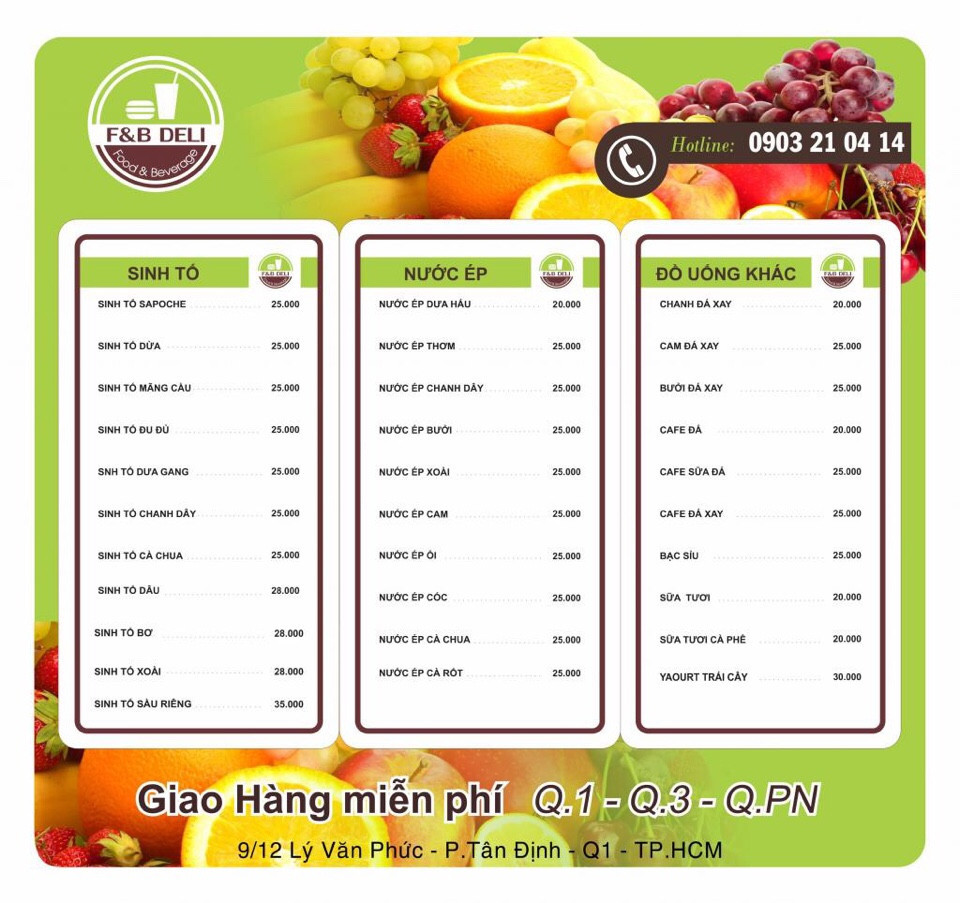 F&B DELI
Food & Beverage
Hotline: 0903 21 04 14
SINH TỐ
F&B DELI
SINH TỐ SAPOCHE 25.000
SINH TỐ DỪA 25.000
SINH TỐ MÃNG CẦU 25.000
SINH TỐ ĐU ĐỦ 25.000
SNH TỐ DƯA GANG 25.000
SINH TỐ CHANH DÂY 25.000
SINH TỐ CÀ CHUA 25.000
SINH TỐ DÂU 28.000
SINH TỐ BƠ 28.000
SINH TỐ XOÀI 28.000
SINH TỐ SẦU RIÊNG 35.000
NƯỚC ÉP
F&B DELI
NƯỚC ÉP DƯA HẤU 20.000
NƯỚC ÉP THƠM 25.000
NƯỚC ÉP CHANH DÂY 25.000
NƯỚC ÉP BƯỞI 25.000
NƯỚC ÉP XOÀI 25.000
NƯỚC ÉP CAM 25.000
NƯỚC ÉP ỔI 25.000
NƯỚC ÉP CÓC 25.000
NƯỚC ÉP CÀ CHUA 25.000
NƯỚC ÉP CÀ RỐT 25.000
ĐỒ UỐNG KHÁC
F&B DELI
CHANH ĐÁ XAY 20.000
CAM ĐÁ XAY 25.000
BƯỞI ĐÁ XAY 25.000
CAFE ĐÁ 20.000
CAFE SỮA ĐÁ 25.000
CAFE ĐÁ XAY 25.000
BẠC SÍU 25.000
SỮA TƯƠI 20.000
SỮA TƯƠI CÀ PHÊ 20.000
YAOURT TRÁI CÂY 30.000
Giao Hàng miễn phí Q.1 - Q.3 - Q.PN
9/12 Lý Văn Phức - P.Tân Định - Q1 - TP.HCM